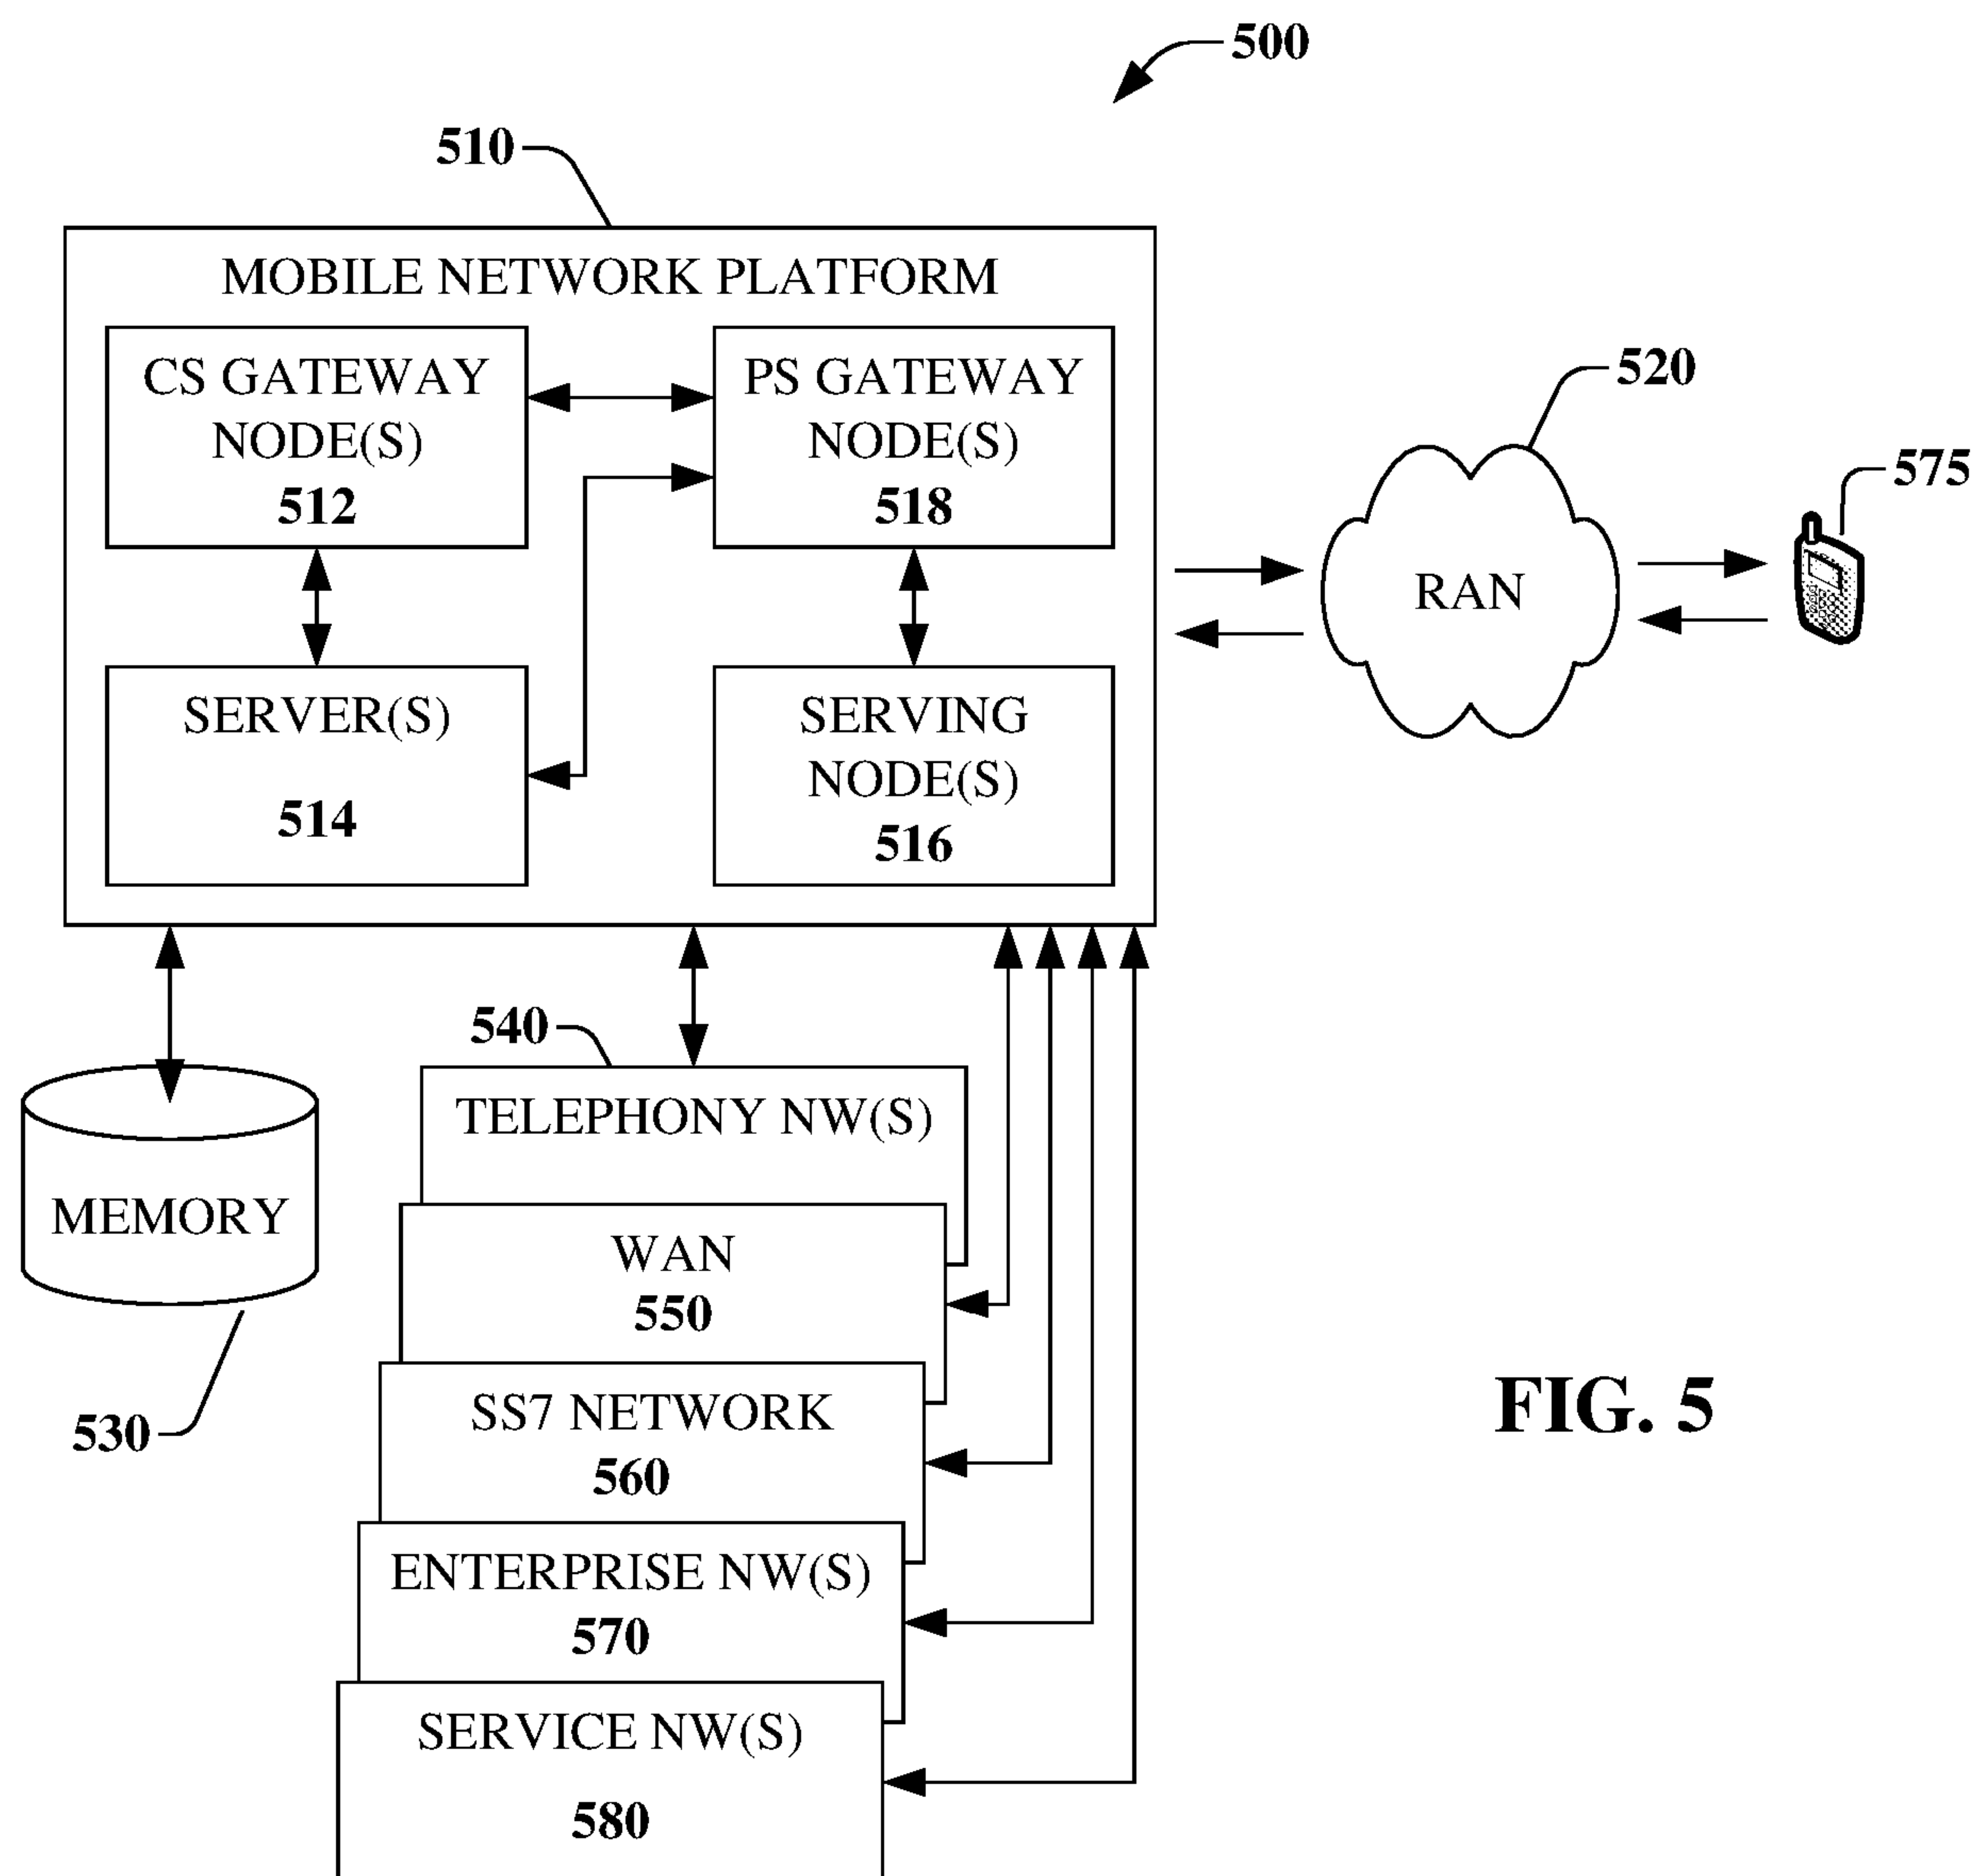 500
510
MOBILE NETWORK PLATFORM
CS GATEWAY
NODE(S)
512
PS GATEWAY
NODE(S)
518
SERVER(S)
514
SERVING
NODE(S)
516
520
RAN
575
540
TELEPHONY NW(S)
MEMORY
530
WAN
550
SS7 NETWORK
560
ENTERPRISE NW(S)
570
SERVICE NW(S)
580
FIG. 5